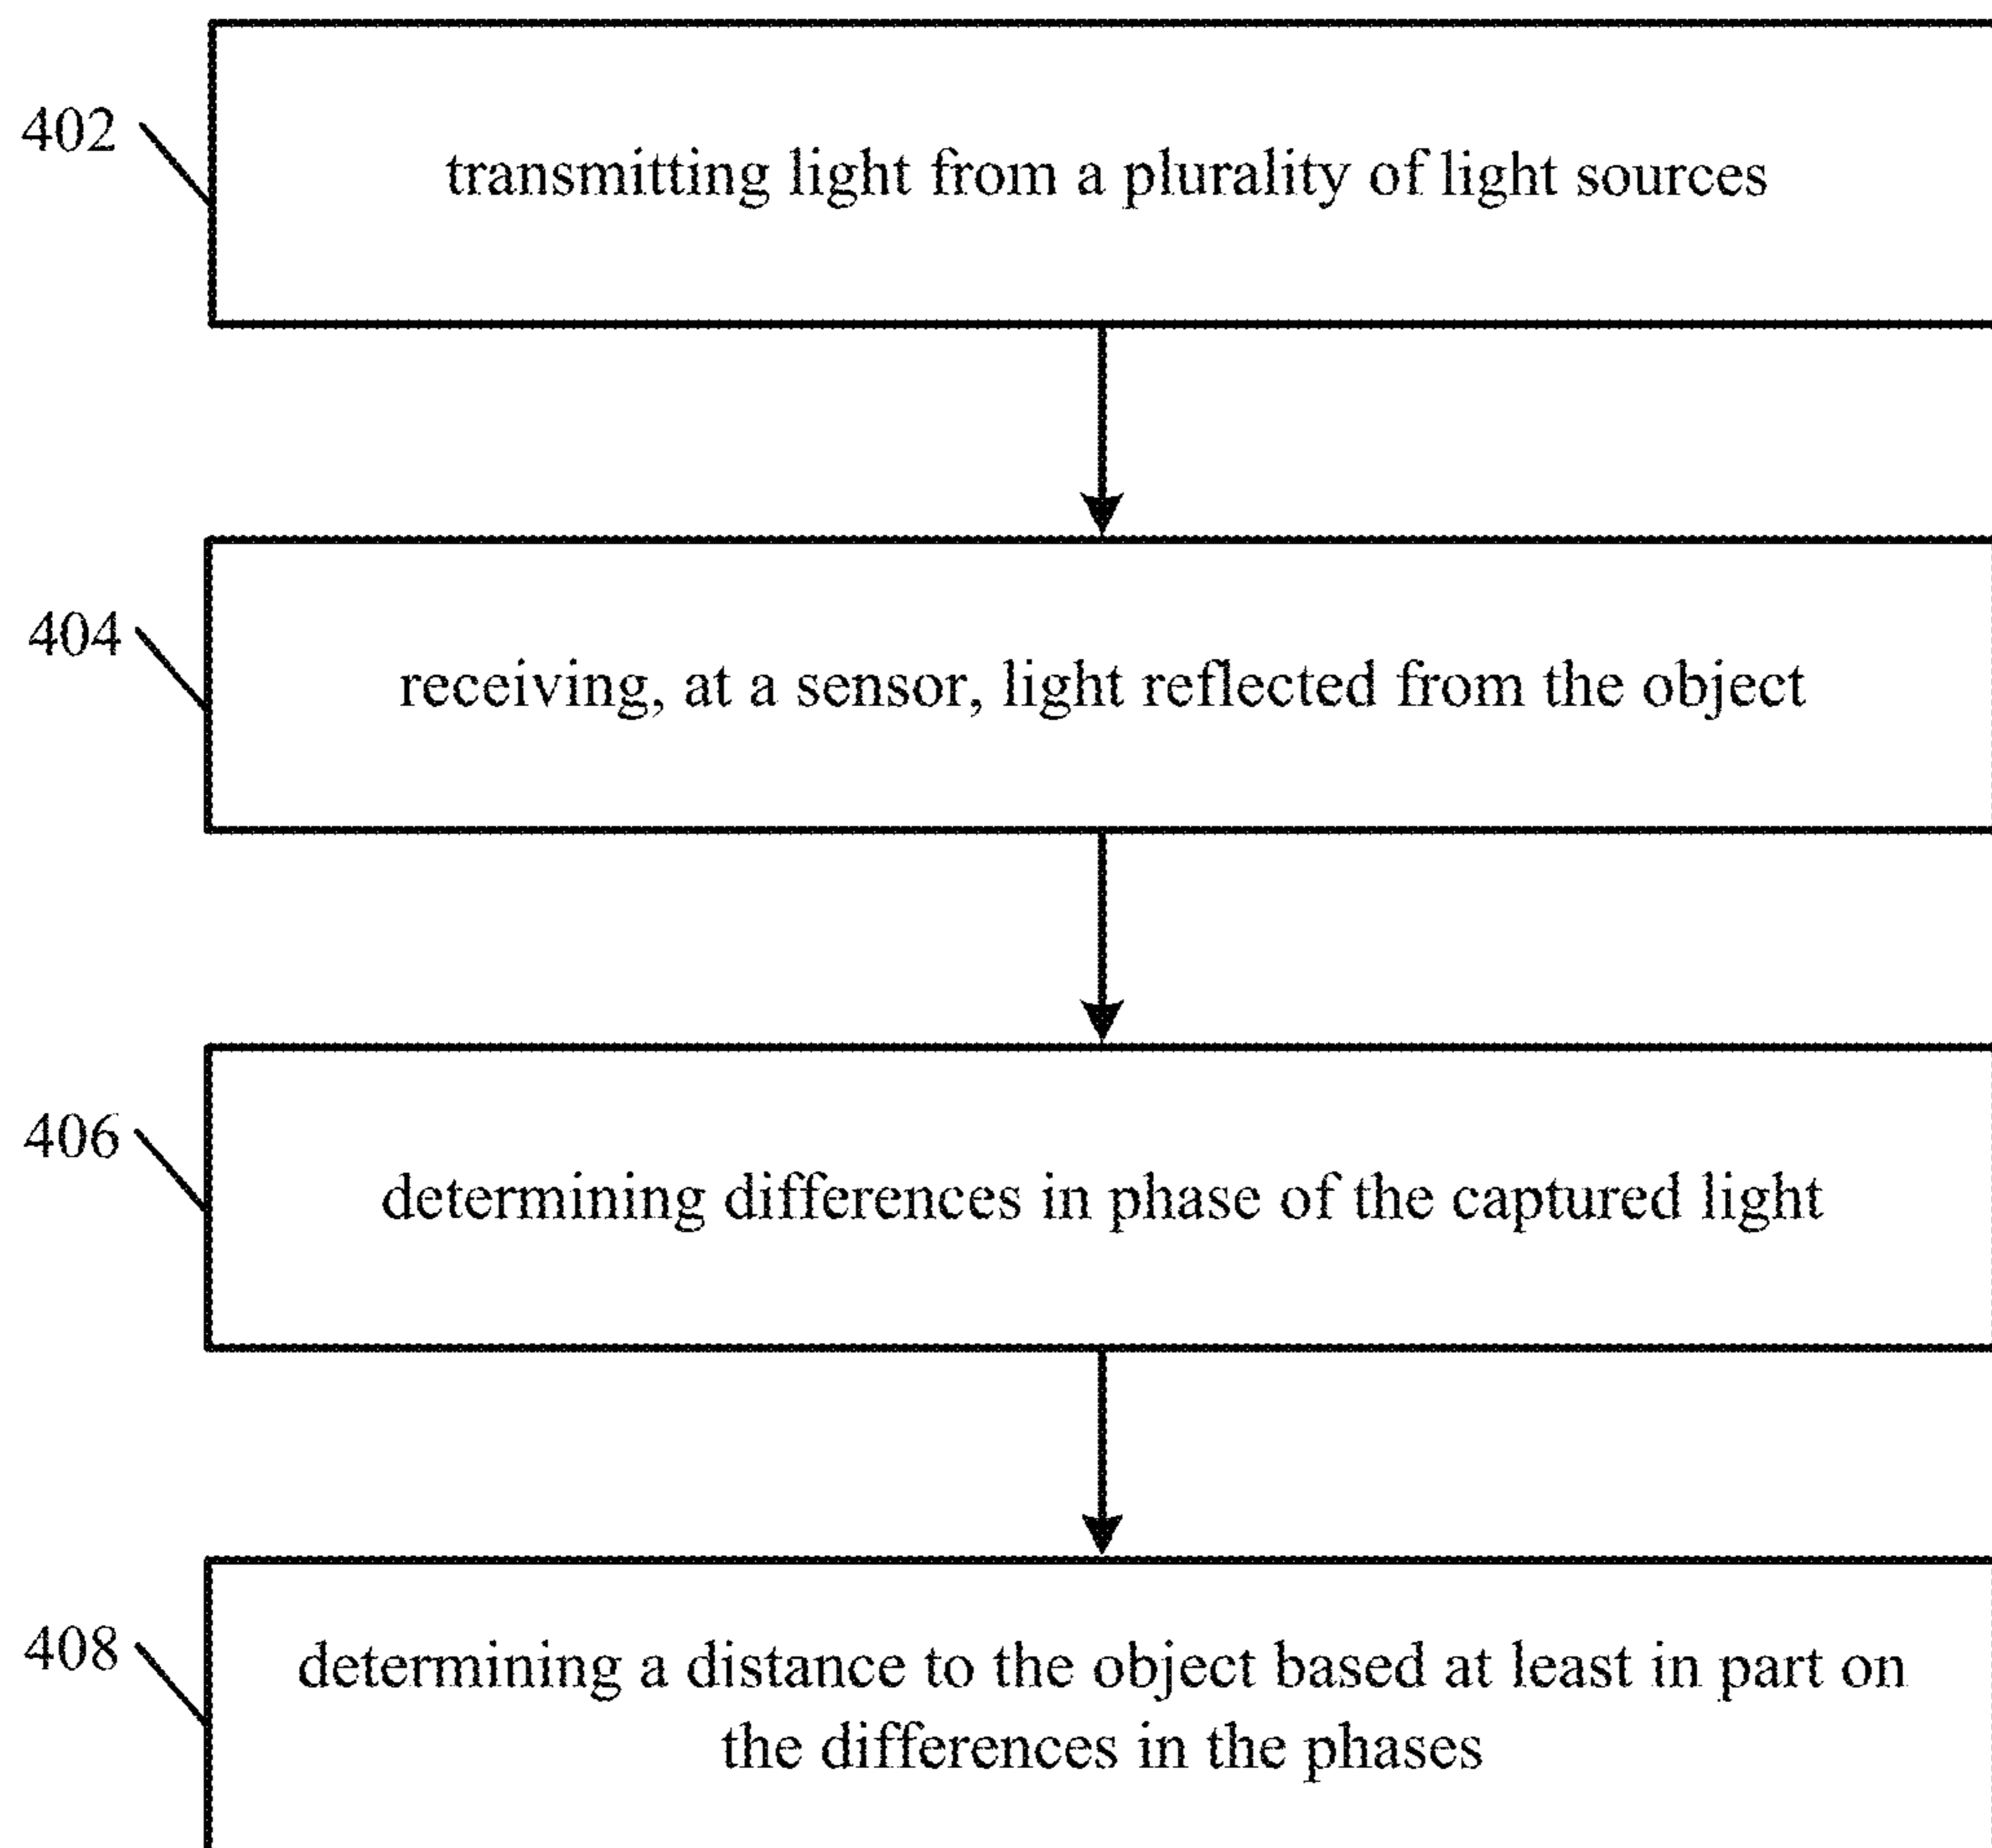 402
transmitting light from a plurality of light sources
404
receiving, at a sensor, light reflected from the object
406
determining differences in phase of the captured light
408
determining a distance to the object based at least in part on
the differences in the phases